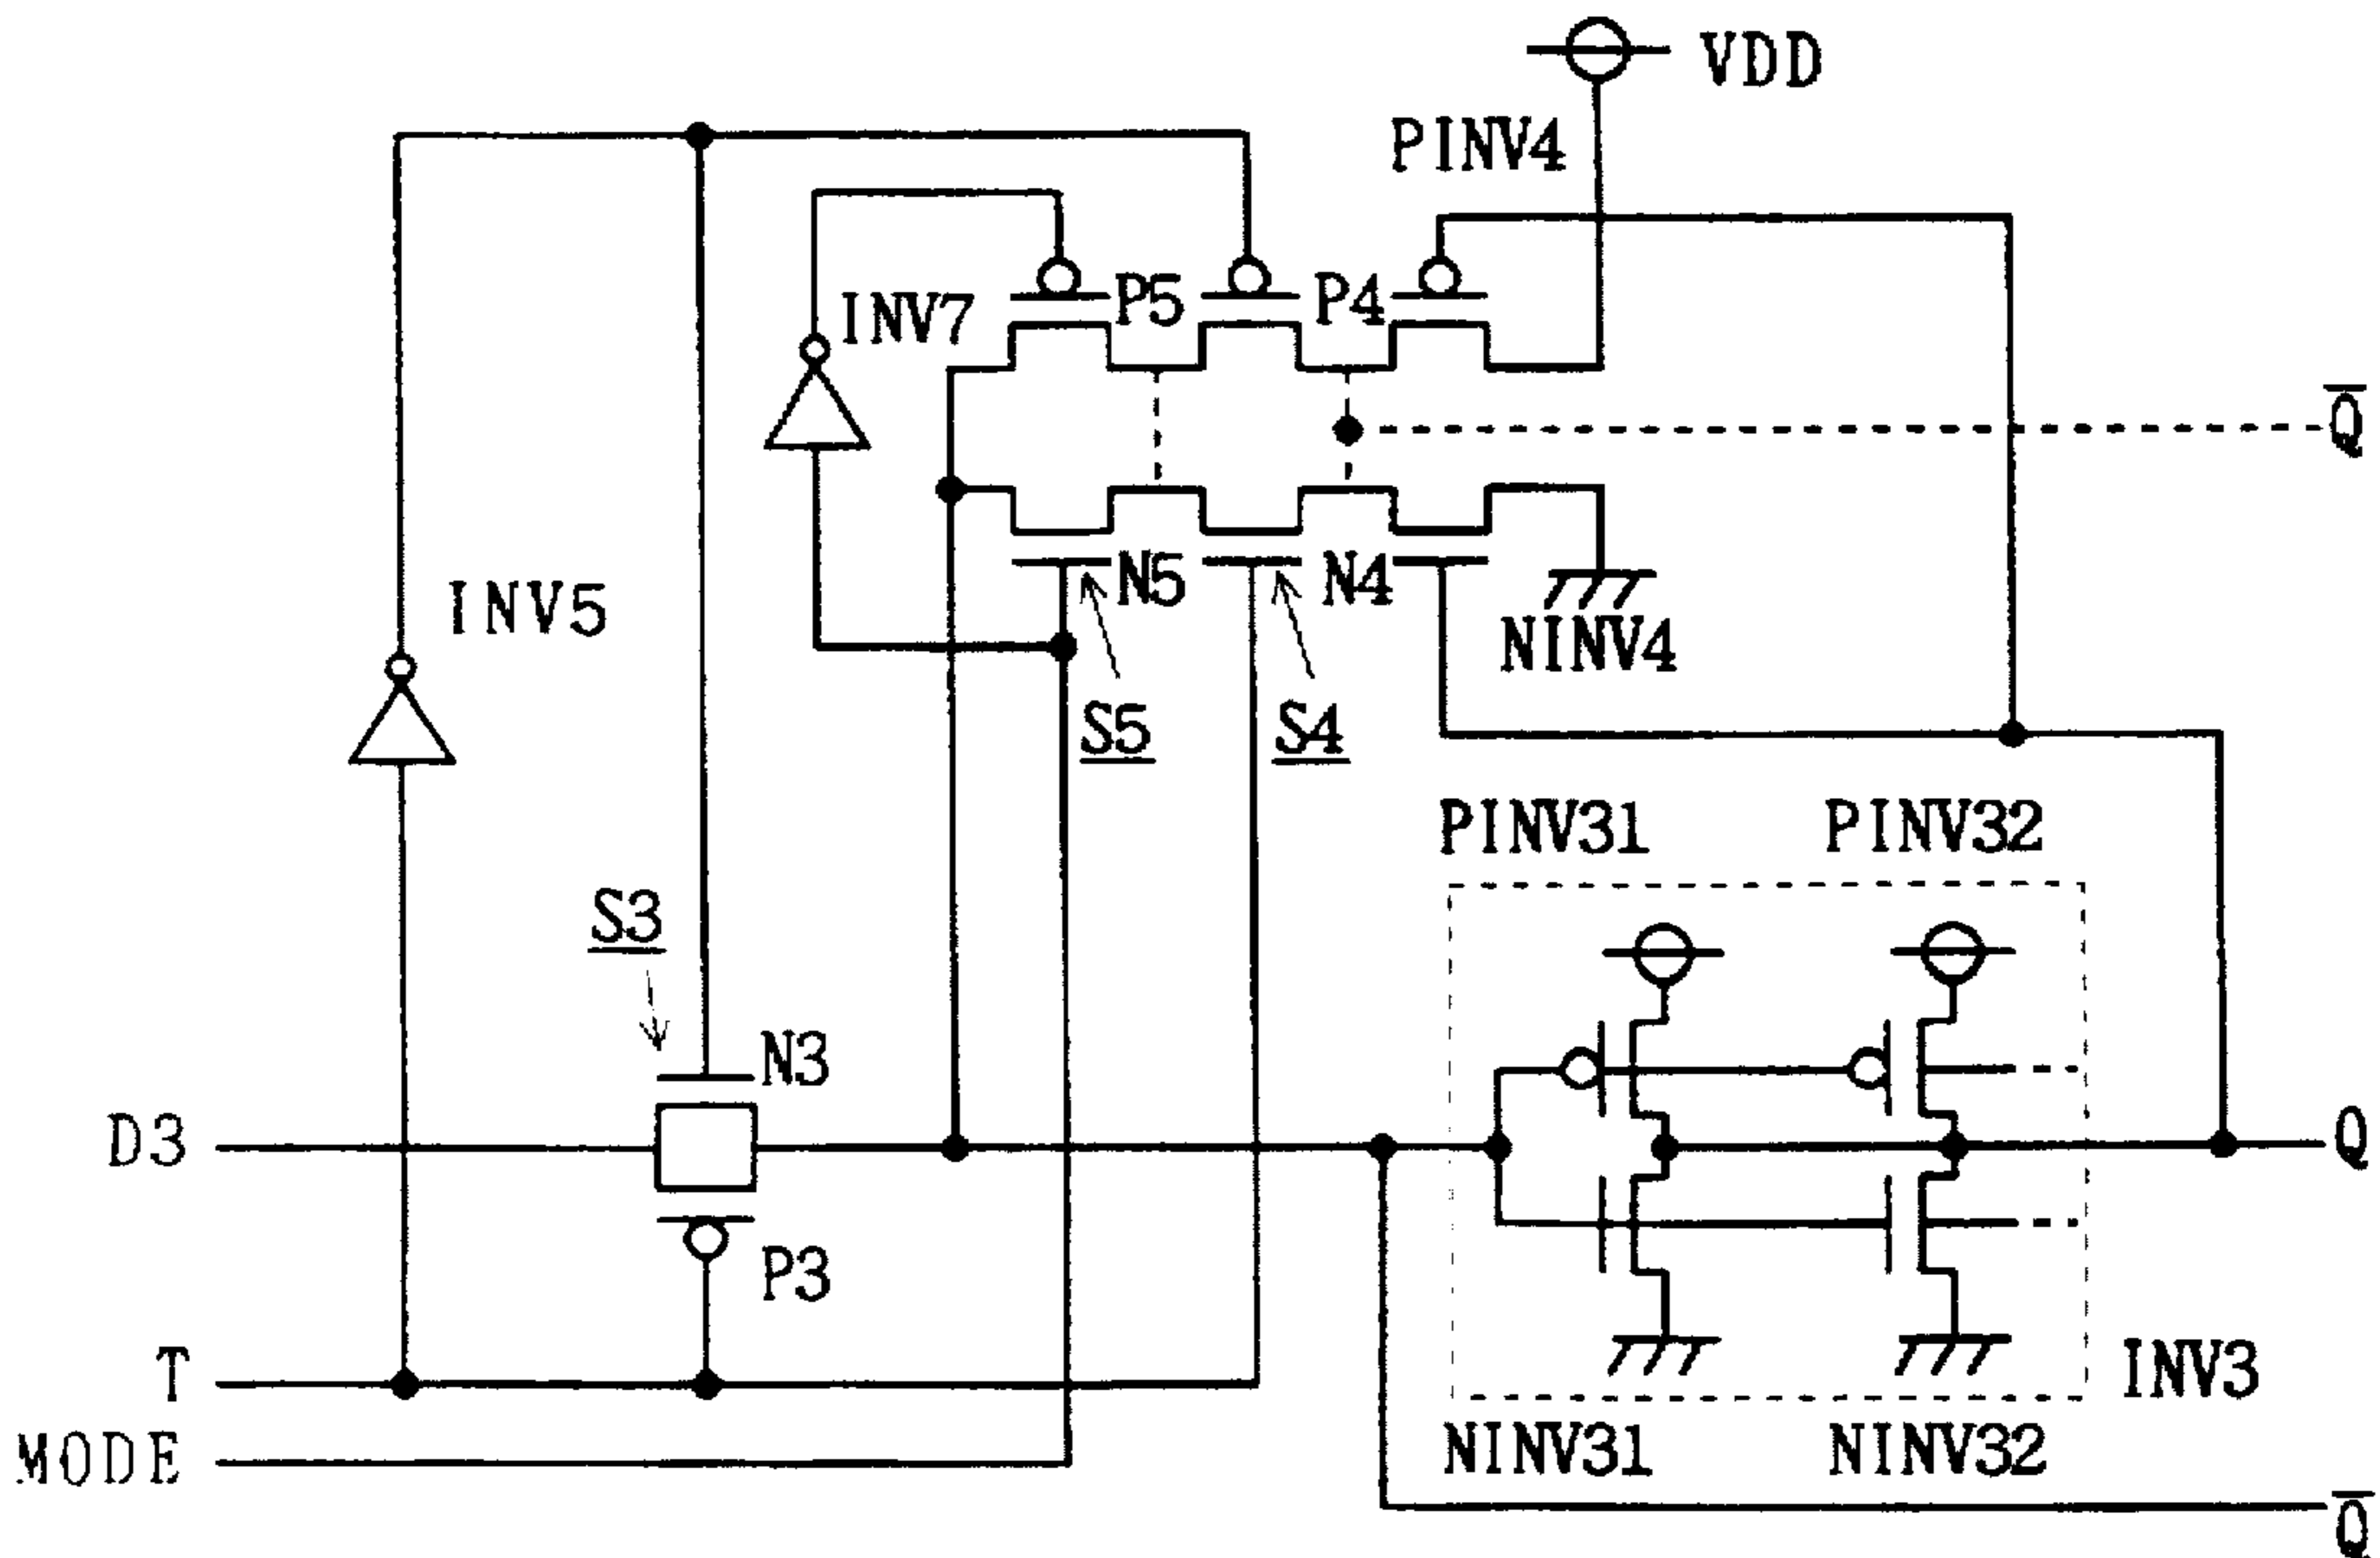 VDD
PINV4
P5
P4
INV7
Q̅
N5
N4
INV5
NINV4
S5
S4
PINV31
PINV32
S3
N3
D3
Q
P3
T
INV3
MODE
NINV31
NINV32
Q̅